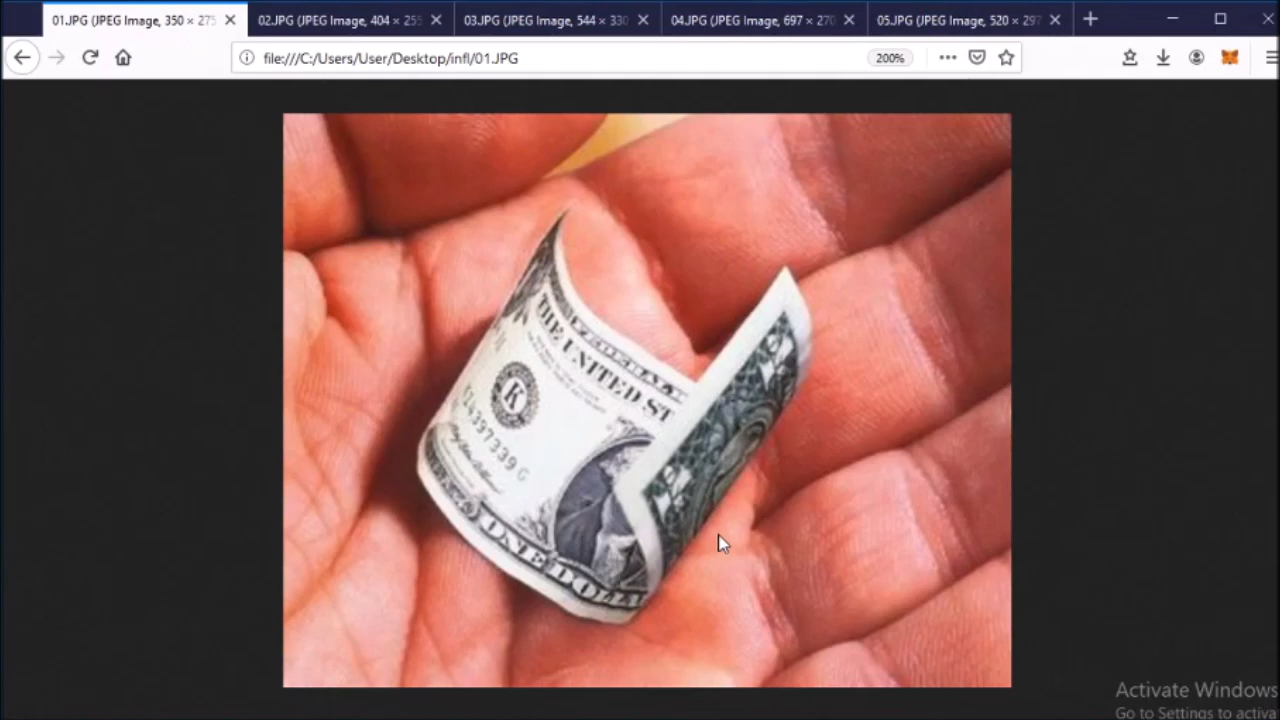 01.JPG (JPEG Image, 350 × 275
02.JPG (JPEG Image, 404 × 255
03.JPG (JPEG Image, 544 × 330
04.JPG (JPEG Image, 697 × 270
05.JPG (JPEG Image, 520 × 297
file:///C:/Users/User/Desktop/infl/01.JPG
200%
THE UNITED ST
K
ONE DOLL
Activate Windows
Go to Settings to activa